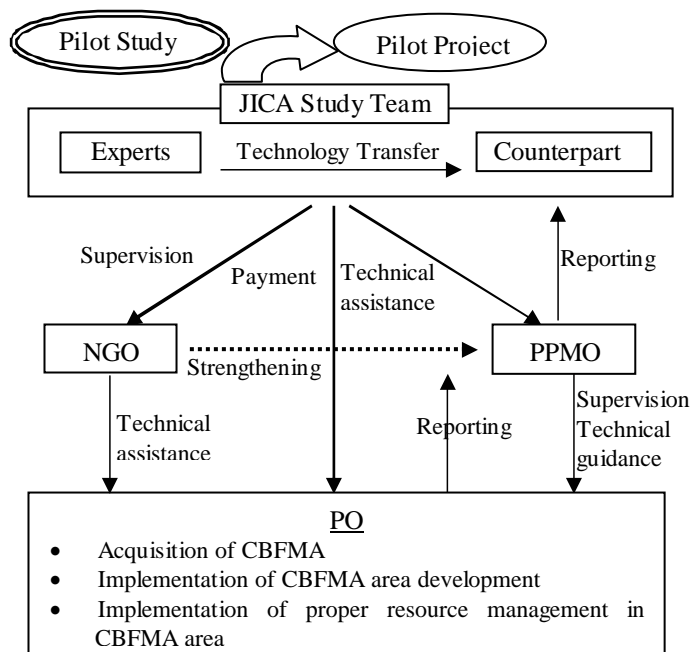 Pilot Study
Pilot Project
JICA Study Team
Experts
Technology Transfer
Counterpart
Supervision
Payment
Technical
assistance
Reporting
NGO
Strengthening
PPMO
Technical
assistance
Reporting
Supervision
Technical
guidance
PO
• Acquisition of CBFMA
• Implementation of CBFMA area development
• Implementation of proper resource management in
CBFMA area